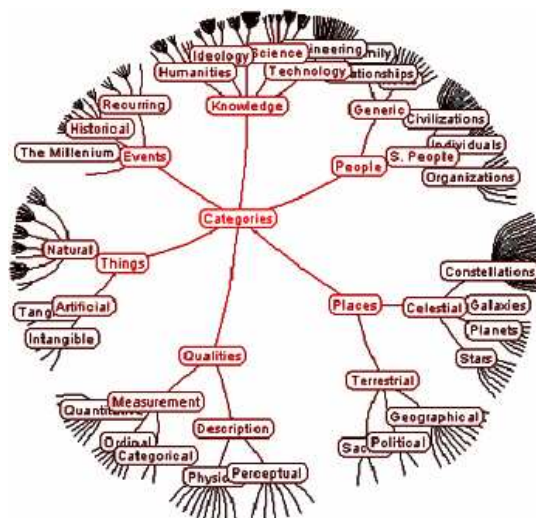 Ideology
Science
Humanities
Technology
Knowledge
Generic
Recurring
Historical
The Millenium
Events
Civilizations
Individuals
S. People
People
Organizations
Categories
Natural
Things
Constellations
Artificial
Intangible
Places
Celestial
Galaxies
Planets
Stars
Qualities
Terrestrial
Measurement
Geographical
Description
Political
Categorical
Perceptual